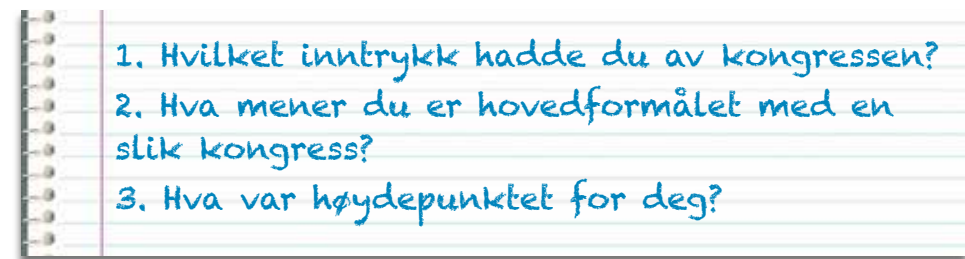 1. Hvilket inntrykk hadde du av kongressen?
2. Hva mener du er hovedformålet med en
slik kongress?
3. Hva var høydepunktet for deg?